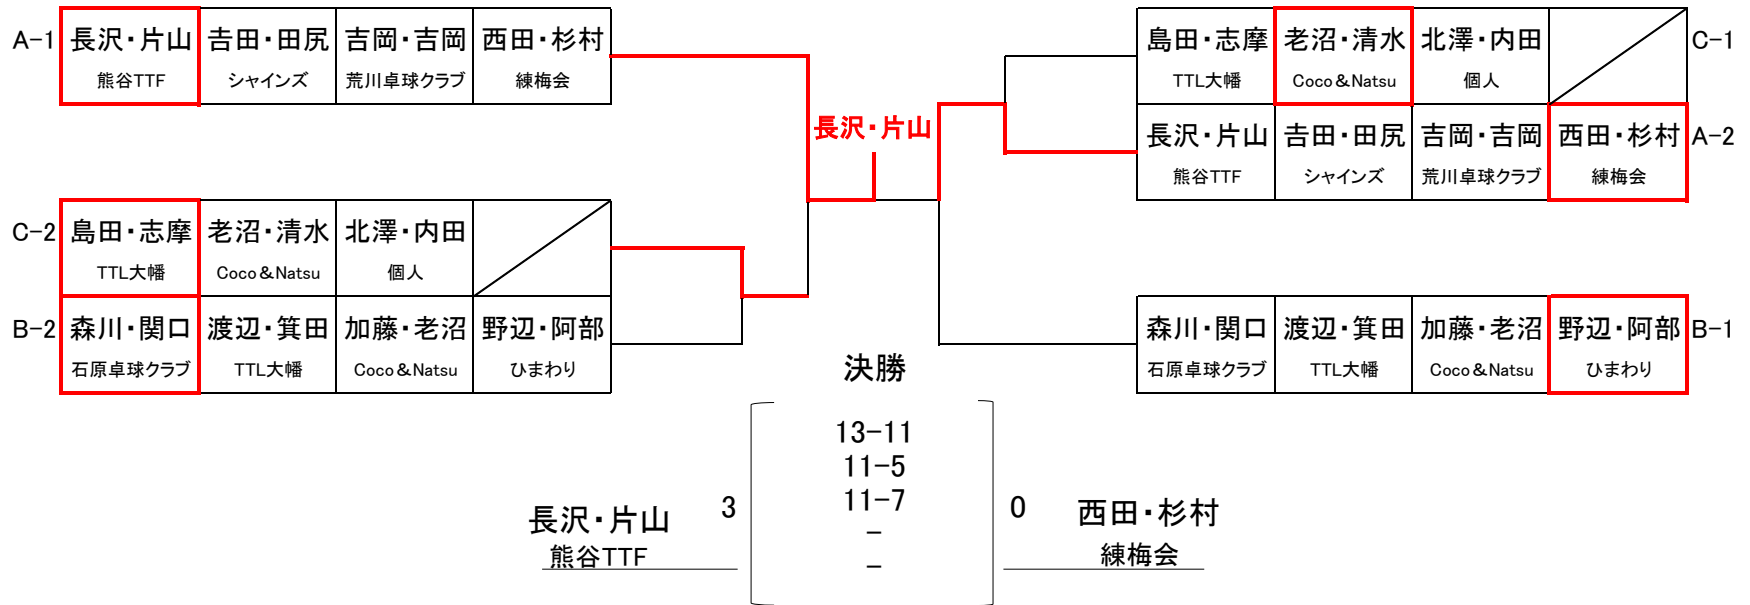 A-1 長沢・片山 吉田・田尻 吉岡・吉岡 西田・杉村
熊谷TTF シャインズ 荒川卓球クラブ 練梅会
島田・志摩 老沼・清水 北澤・内田 C-1
TTL大幡 Coco&Natsu 個人
長沢・片山
長沢・片山 吉田・田尻 吉岡・吉岡 西田・杉村 A-2
熊谷TTF シャインズ 荒川卓球クラブ 練梅会
C-2 島田・志摩 老沼・清水 北澤・内田
TTL大幡 Coco&Natsu 個人
B-2 森川・関口 渡辺・箕田 加藤・老沼 野辺・阿部
石原卓球クラブ TTL大幡 Coco&Natsu ひまわり
森川・関口 渡辺・箕田 加藤・老沼 野辺・阿部 B-1
石原卓球クラブ TTL大幡 Coco&Natsu ひまわり
決勝
13-11
11-5
11-7
-
-
長沢・片山 3
熊谷TTF
0 西田・杉村
練梅会